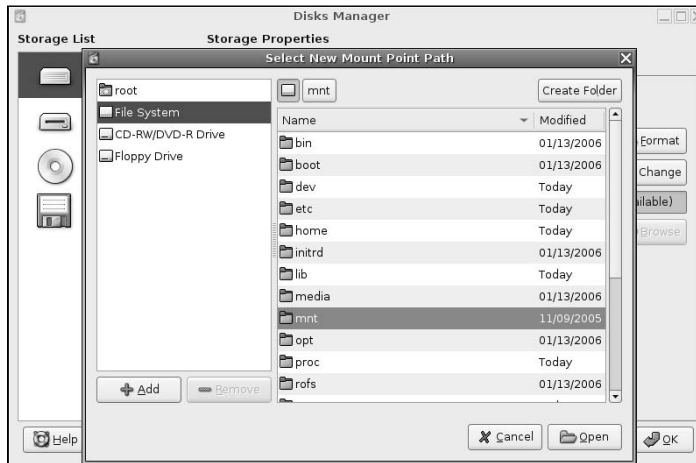 Disks Manager
Storage List
Storage Properties
Select New Mount Point Path
root
File System
CD-RW/DVD-R Drive
Floppy Drive
Add
Remove
mnt
Create Folder
Name Modified
bin 01/13/2006
boot 01/13/2006
dev Today
etc Today
home Today
initrd 01/13/2006
lib Today
media 01/13/2006
mnt 11/09/2005
opt 01/13/2006
proc Today
rofs 01/13/2006
Cancel
Open
Format
Change
ilable)
Browse
Help
OK